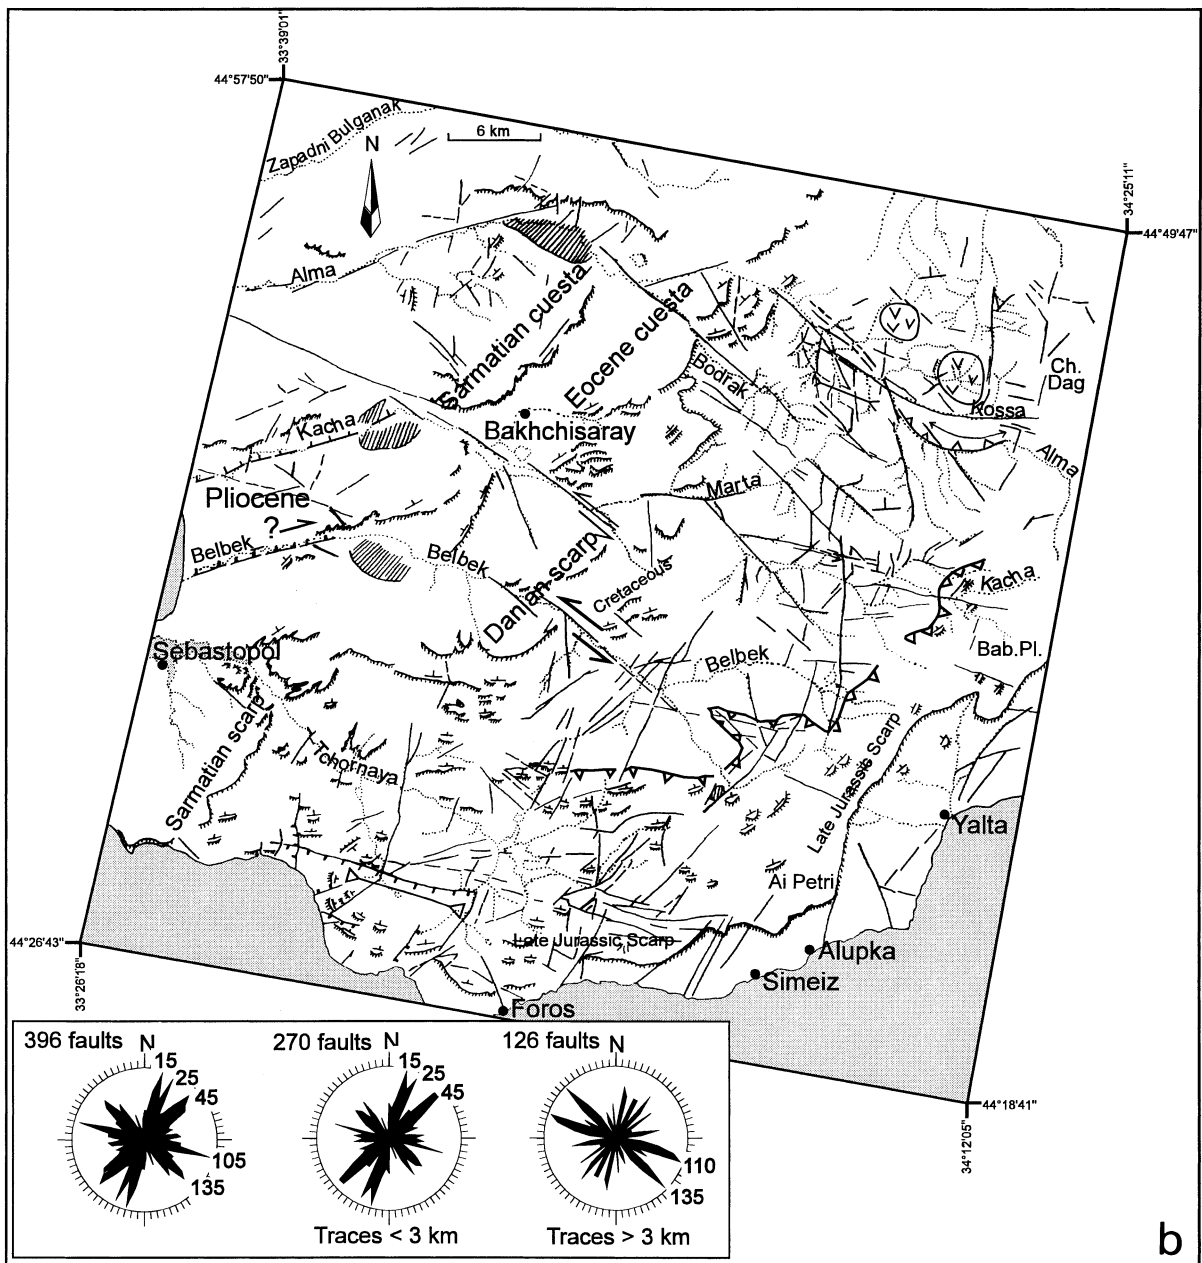 33°39'01"
44°57'50"
Zapadni Bulganak
6 km
N
34°25'11"
44°49'47"
Alma
Sarmatian cuesta
Eocene cuesta
Bodrak
Ch.
Dag
Kossa
Kacha
Bakhchisaray
Alma
Marta
Pliocene
?
Belbek
Belbek
Danian scarp
Cretaceous
Kacha
Sebastopol
Belbek
Bab.Pl.
Sarmatian scarp
Tchornaya
Late Jurassic Scarp
Yalta
Ai Petri
44°26'43"
33°26'18"
Late Jurassic Scarp
Alupka
Simeiz
Foros
396 faults
N
15
25
45
105
135
270 faults
N
15
25
45
Traces < 3 km
126 faults
N
110
135
Traces > 3 km
44°18'41"
34°12'05"
b